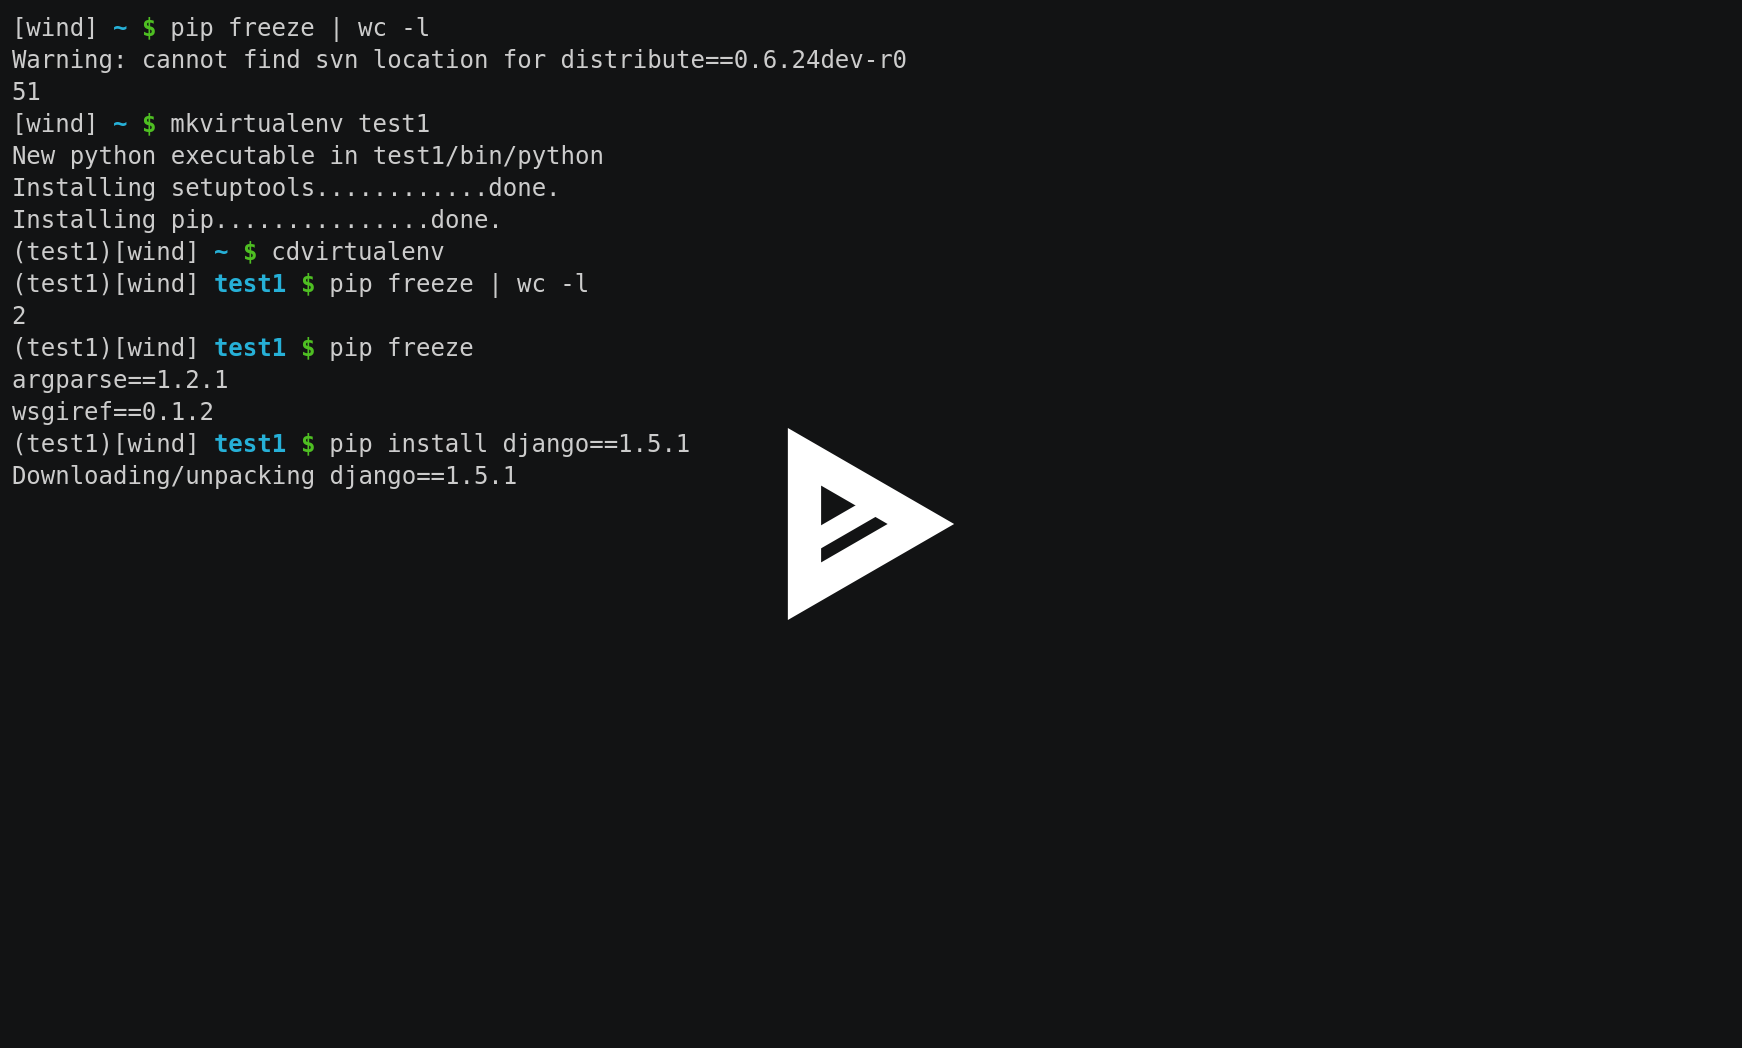 [wind] ~ $ pip freeze | wc -l
Warning: cannot find svn location for distribute==0.6.24dev-r0
51
[wind] ~ $ mkvirtualenv test1
New python executable in test1/bin/python
Installing setuptools............done.
Installing pip...............done.
(test1)[wind] ~ $ cdvirtualenv
(test1)[wind] test1 $ pip freeze | wc -l
2
(test1)[wind] test1 $ pip freeze
argparse==1.2.1
wsgiref==0.1.2
(test1)[wind] test1 $ pip install django==1.5.1
Downloading/unpacking django==1.5.1